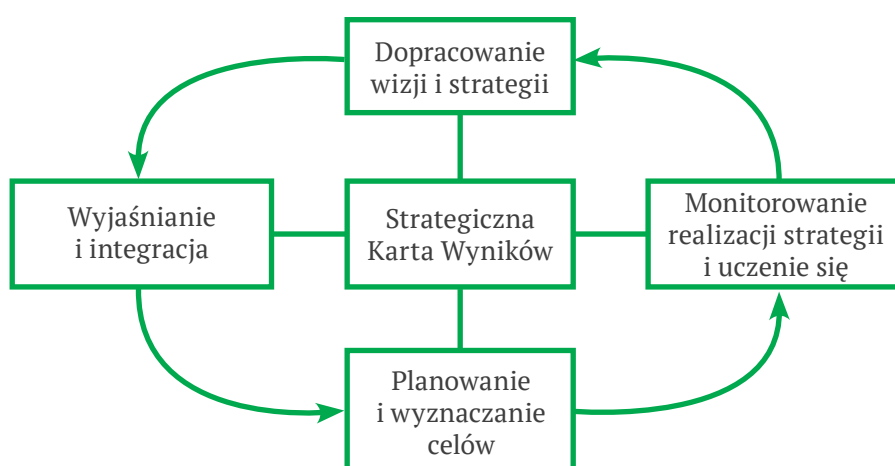 Dopracowanie
wizji i strategii
Wyjaśnianie
i integracja
Strategiczna
Karta Wyników
Monitorowanie
realizacji strategii
i uczenie się
Planowanie
i wyznaczanie
celów